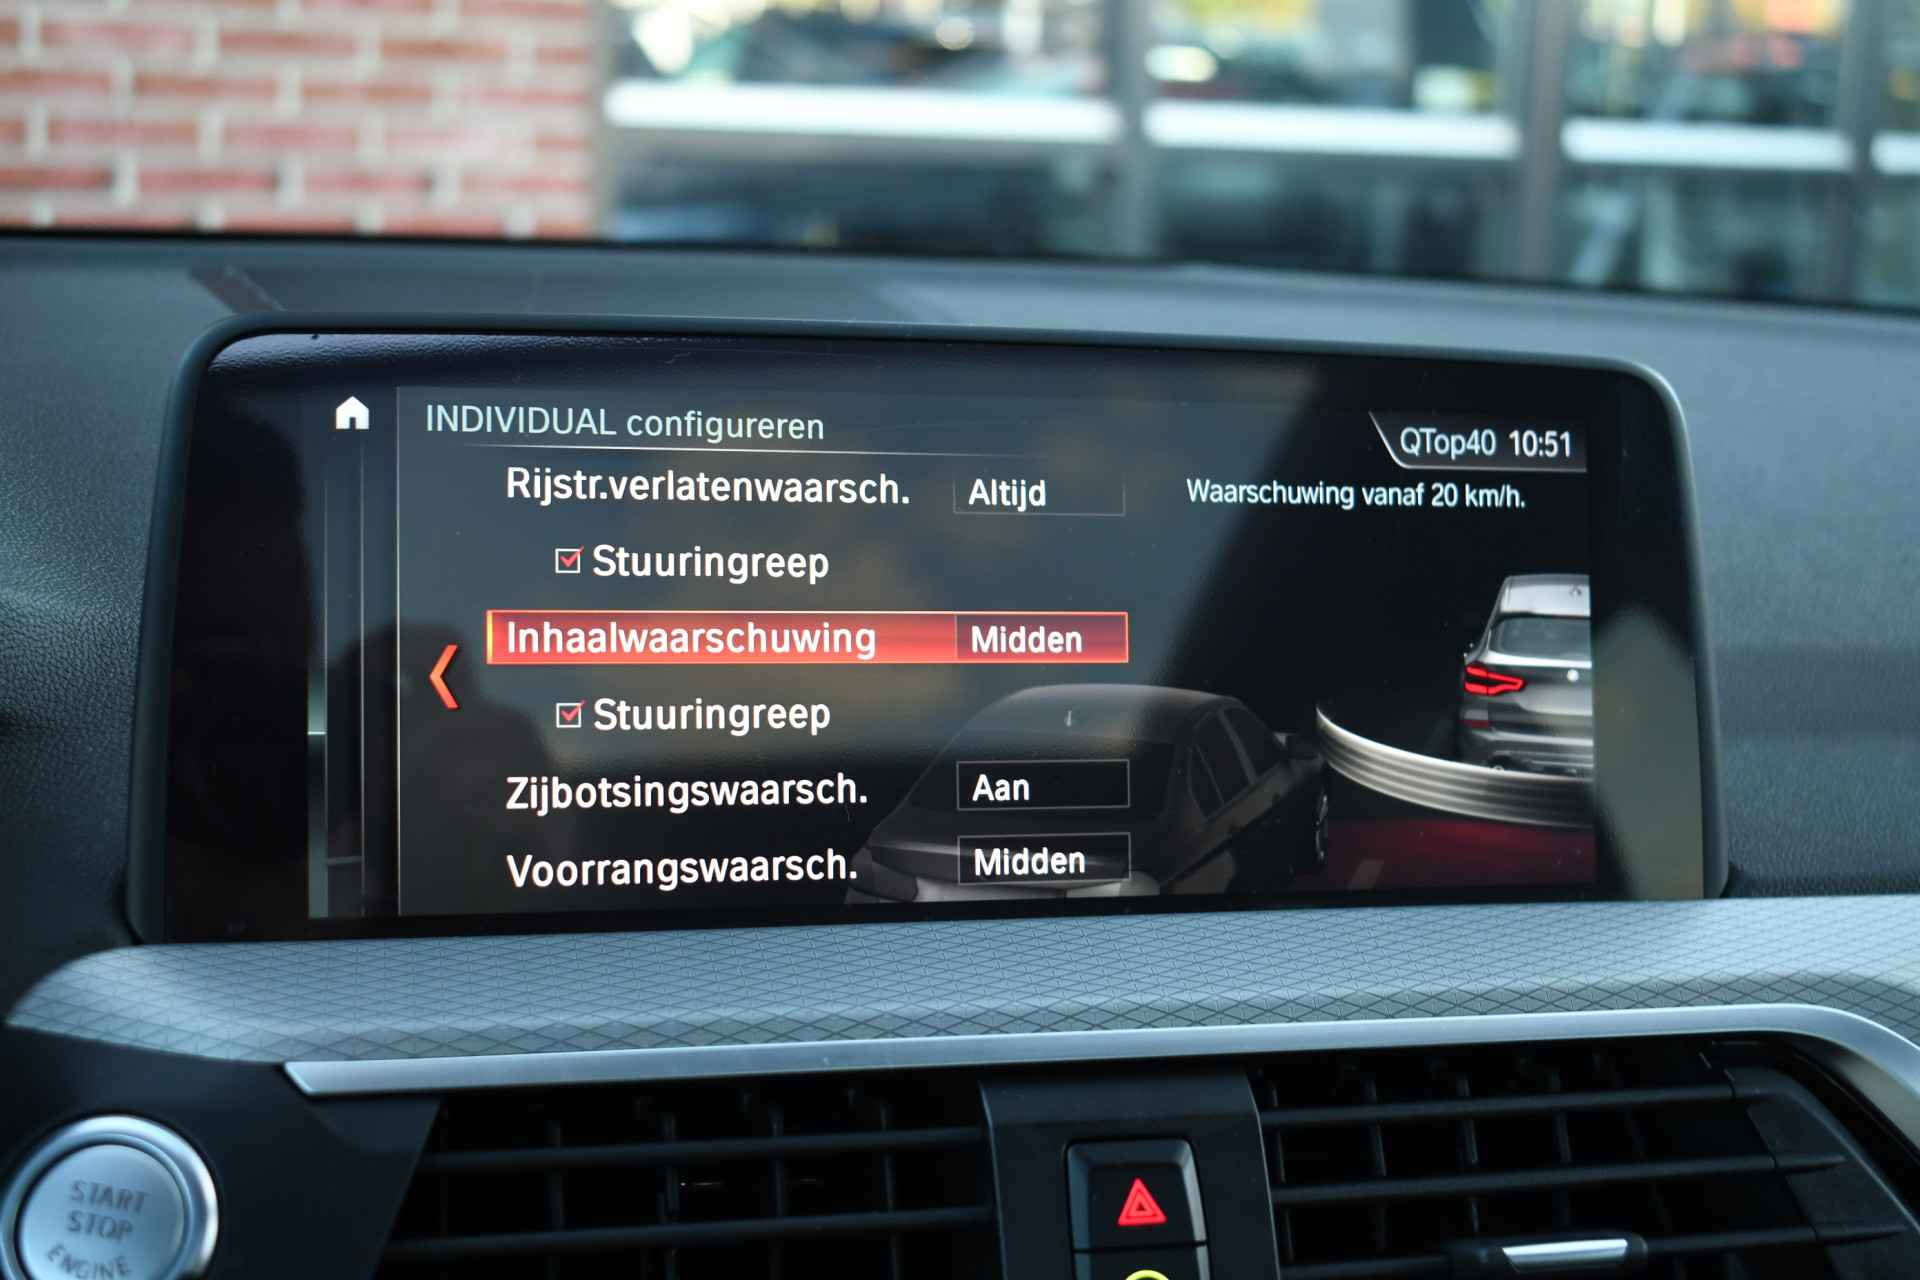 INDIVIDUAL configureren
QTop40 10:51
Rijstr.verlatenwaarsch. Altijd
Waarschuwing vanaf 20 km/h.
Stuuringreep
Inhaalwaarschuwing Midden
Stuuringreep
Zijbotsingswaarsch. Aan
Voorrangswaarsch. Midden
START
STOP
ENGINE